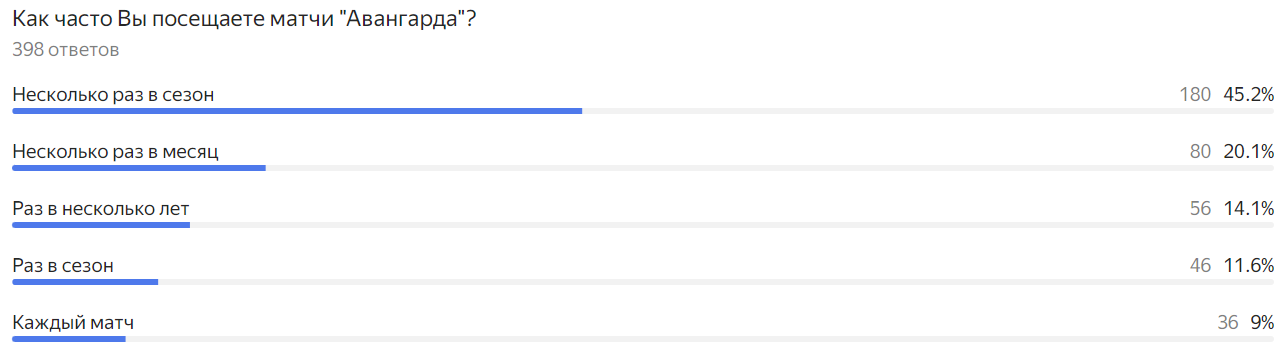 Как часто Вы посещаете матчи "Авангарда"?
398 ответов
Несколько раз в сезон 180 45.2%
Несколько раз в месяц 80 20.1%
Раз в несколько лет 56 14.1%
Раз в сезон 46 11.6%
Каждый матч 36 9%